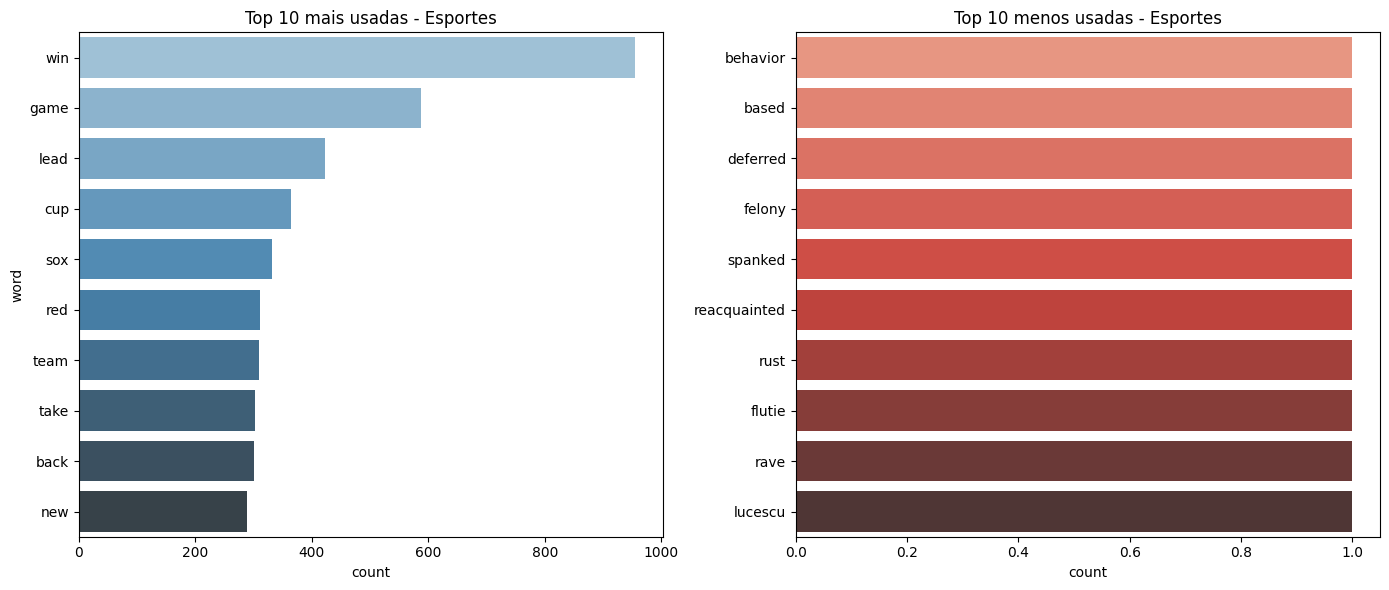 Top 10 mais usadas - Esportes
word
win
game
lead
cup
sox
red
team
take
back
new
0 200 400 600 800 1000
count
Top 10 menos usadas - Esportes
behavior
based
deferred
felony
spanked
reacquainted
rust
flutie
rave
lucescu
0.0 0.2 0.4 0.6 0.8 1.0
count